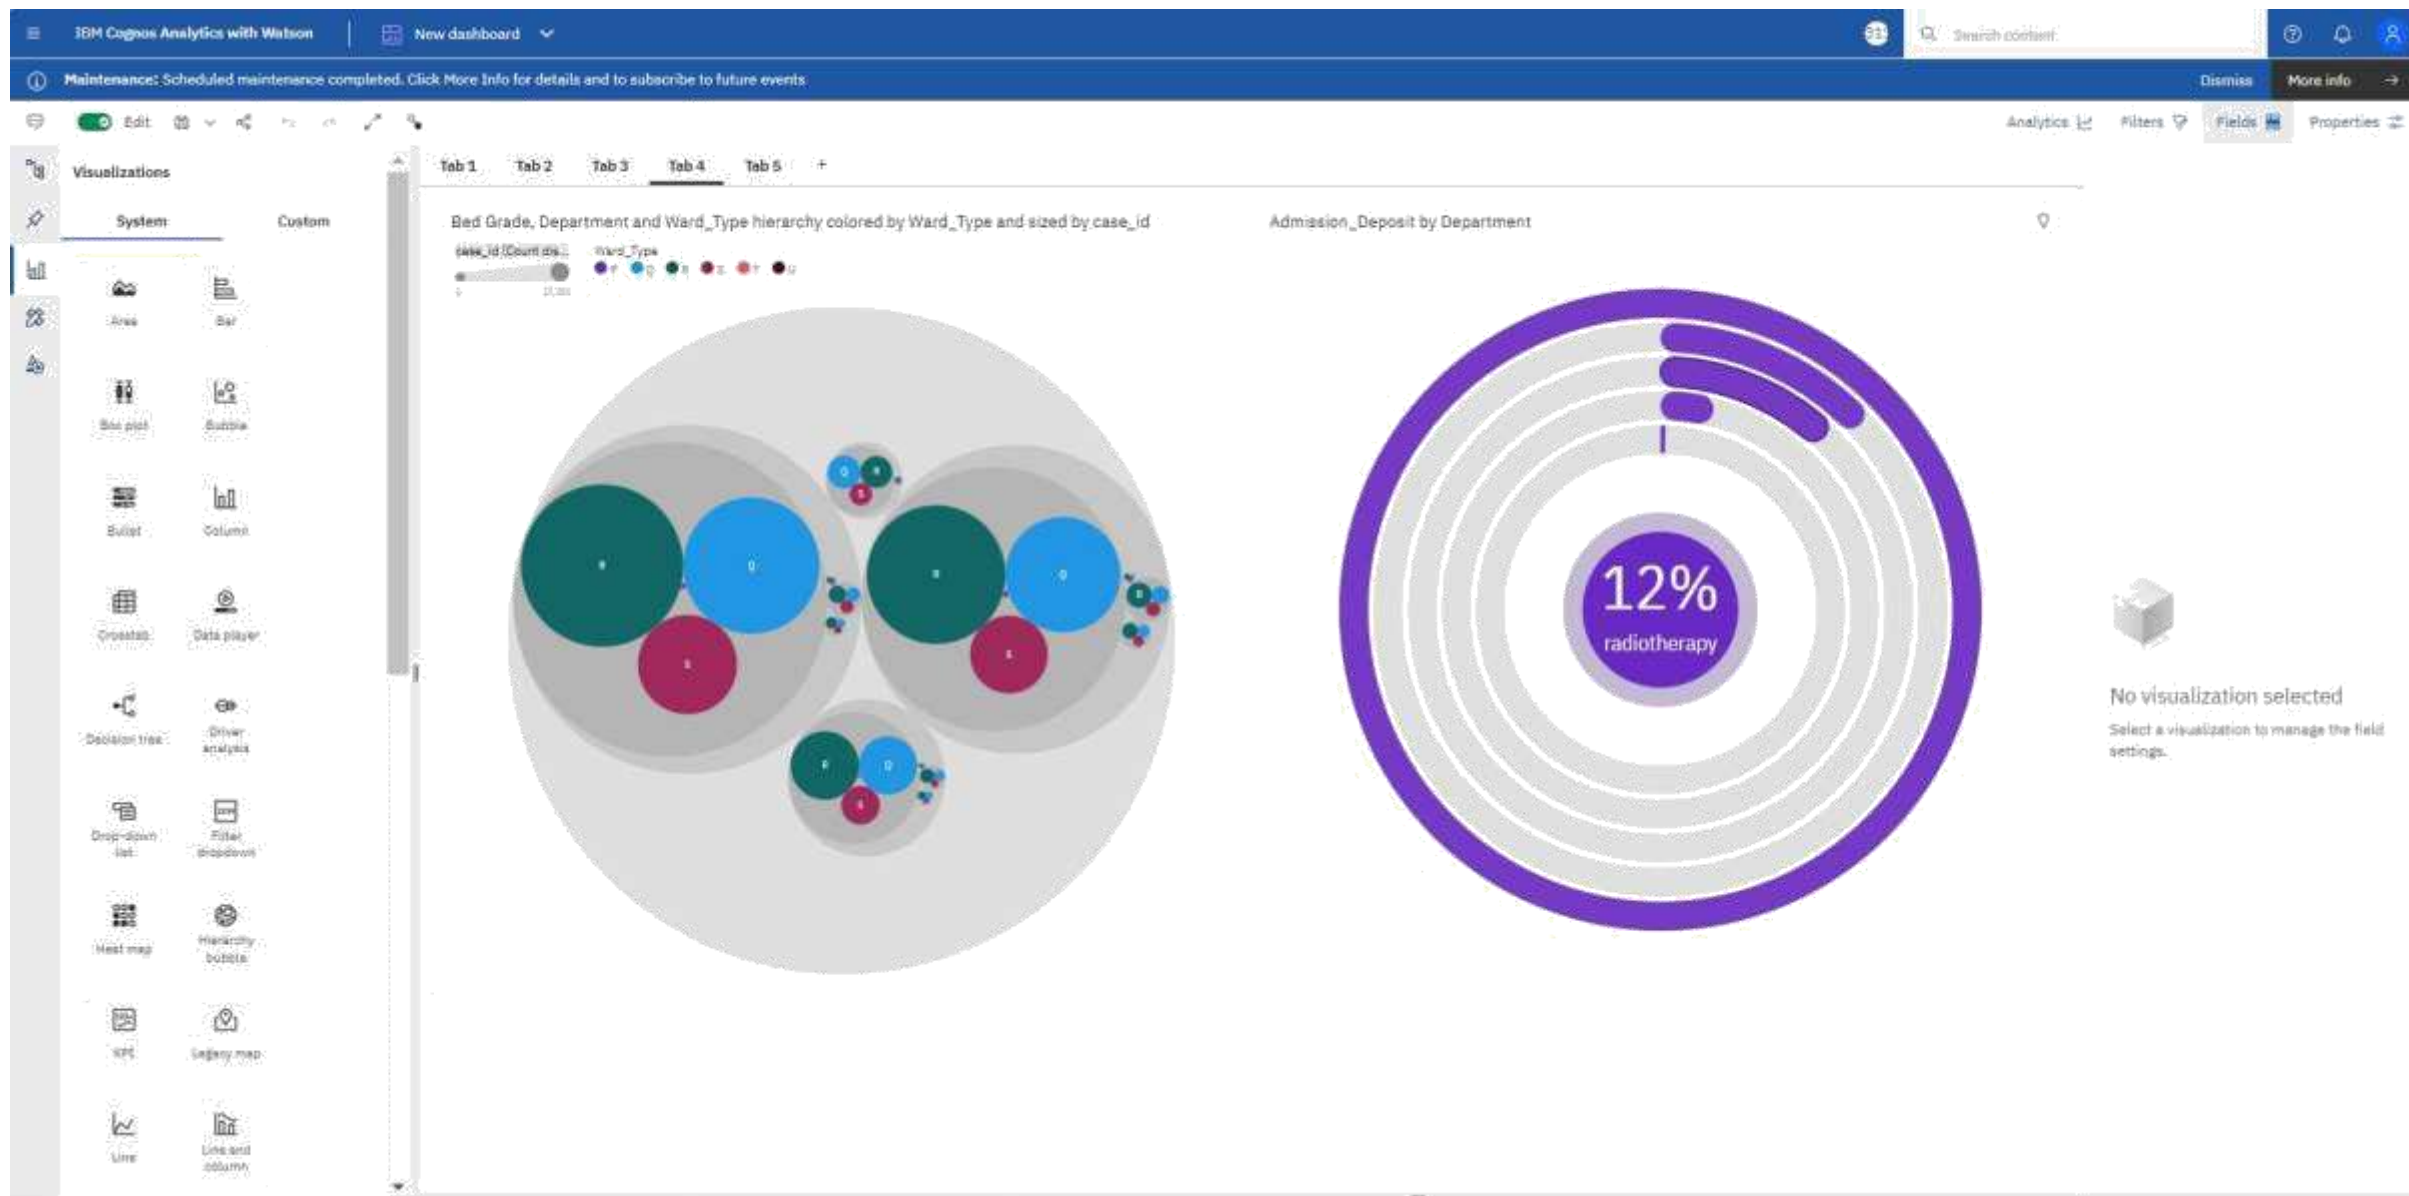 IBM Cognos Analytics with Watson
New dashboard
Search content
Maintenance: Scheduled maintenance completed. Click More Info for details and to subscribe to future events
Dismiss
More info
Edit
Analytics
Filters
Fields
Properties
Visualizations
System
Custom
Area
Bar
Box plot
Bubble
Bullet
Column
Crosstab
Data player
Decision tree
Driver analysis
Drop-down list
Filter dropdown
Heat map
Hierarchy bubble
KPI
Legacy map
Line
Line and column
Tab 1
Tab 2
Tab 3
Tab 4
Tab 5
+
Bed Grade, Department and Ward_Type hierarchy colored by Ward_Type and sized by case_id
case_id (Count dis...
Ward_Type
P Q R S T U
Q R
S
R Q
S
R Q
S
R
R Q
S
Admission_Deposit by Department
12%
radiotherapy
No visualization selected
Select a visualization to manage the field
settings.